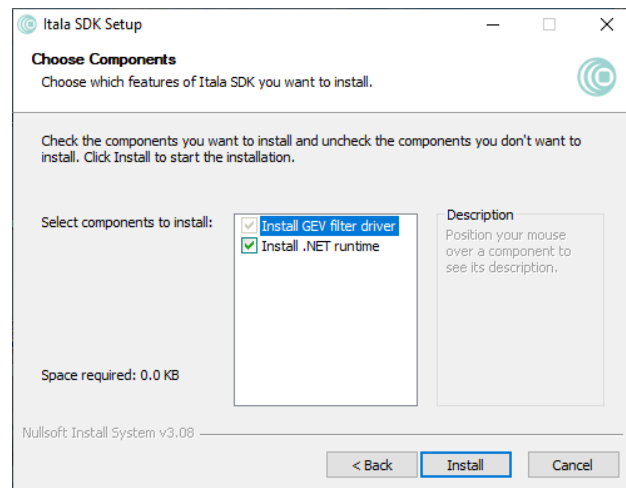 Itala SDK Setup
Choose Components
Choose which features of Itala SDK you want to install.
Check the components you want to install and uncheck the components you don't want to
install. Click Install to start the installation.
Select components to install:
Install GEV filter driver
Install .NET runtime
Description
Position your mouse
over a component to
see its description.
Space required: 0.0 KB
Nullsoft Install System v3.08
< Back
Install
Cancel